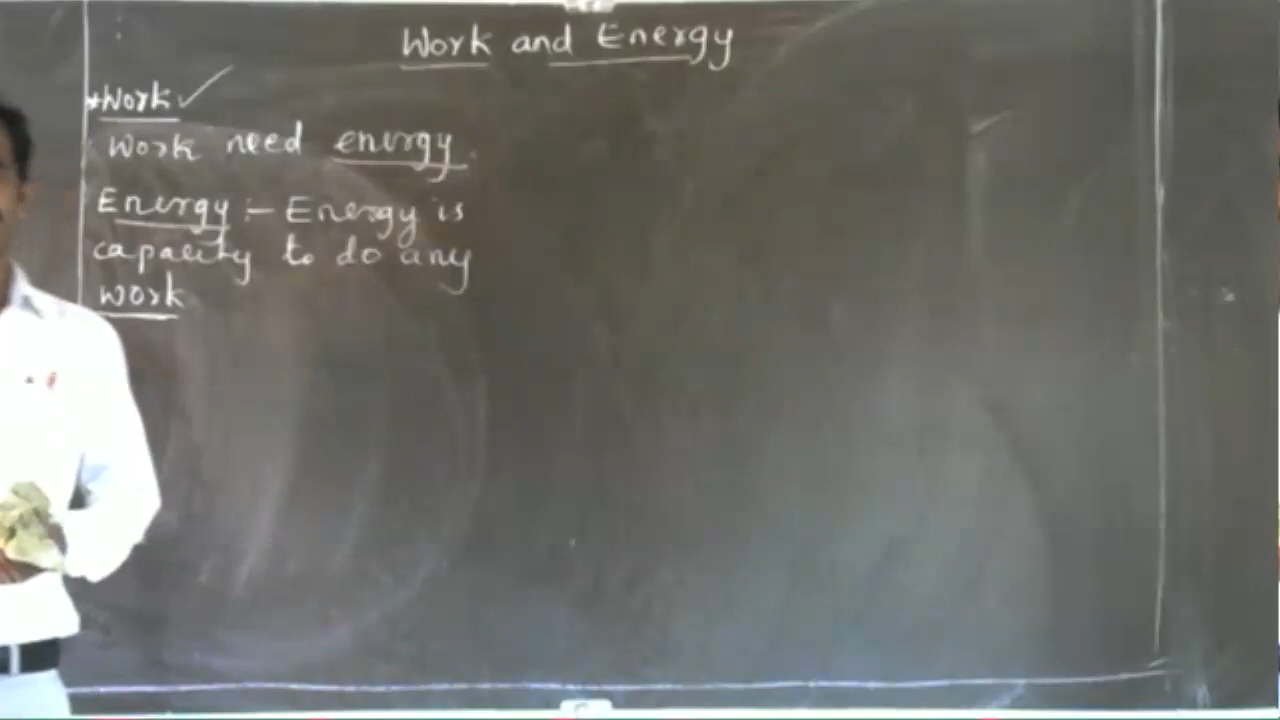 Work and Energy
*Work✓
Work need energy.
Energy :- Energy is
capacity to do any
work